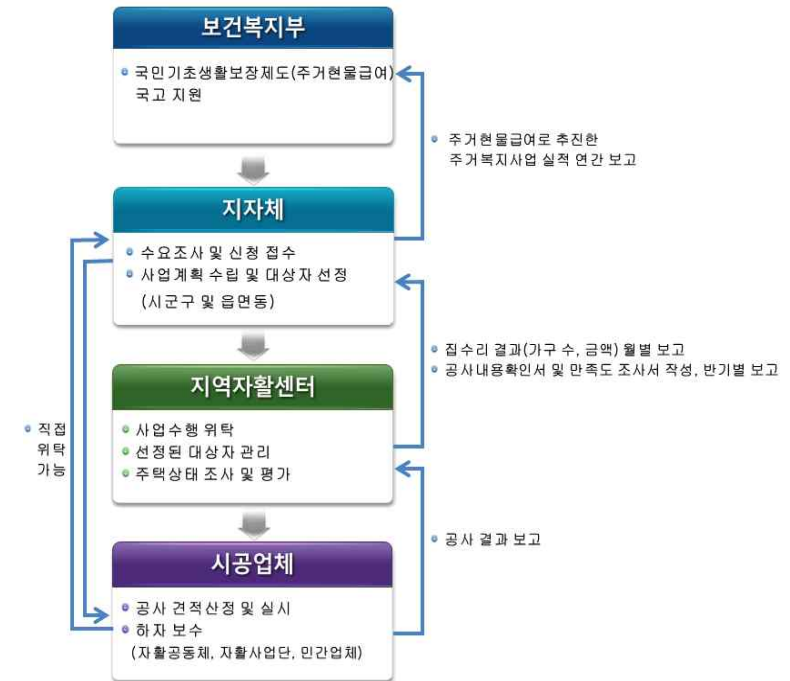 보건복지부
국민기초생활보장제도(주거현물급여)
국고 지원
주거현물급여로 추진한
주거복지사업 실적 연간 보고
지자체
수요조사 및 신청 접수
사업계획 수립 및 대상자 선정
(시군구 및 읍면동)
집수리 결과(가구 수, 금액) 월별 보고
공사내용확인서 및 만족도 조사서 작성, 반기별 보고
지역자활센터
사업수행 위탁
선정된 대상자 관리
주택상태 조사 및 평가
직접
위탁
가능
공사 결과 보고
시공업체
공사 견적산정 및 실시
하자 보수
(자활공동체, 자활사업단, 민간업체)